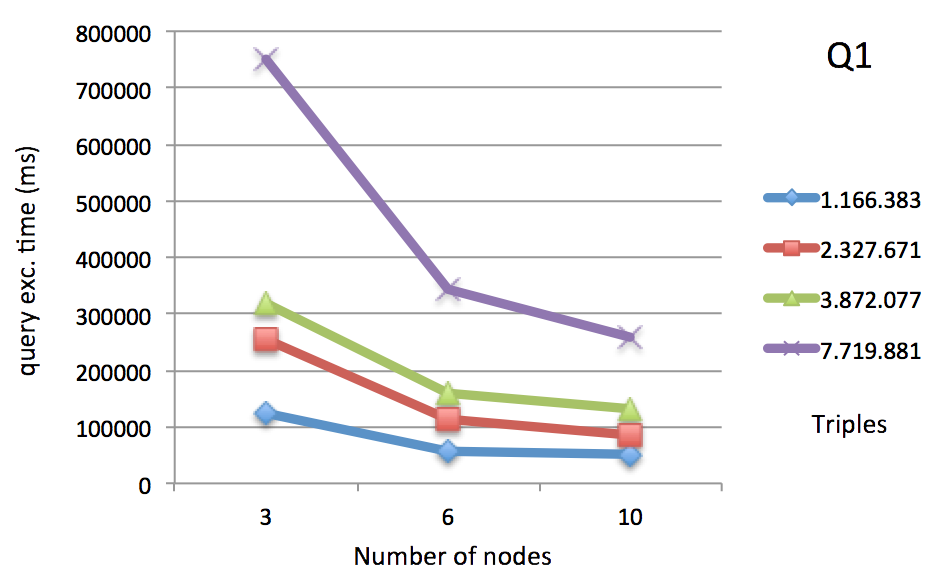 Q1
800000
700000
600000
500000
400000
300000
200000
100000
0
query exc. time (ms)
3 6 10
Number of nodes
1.166.383
2.327.671
3.872.077
7.719.881
Triples